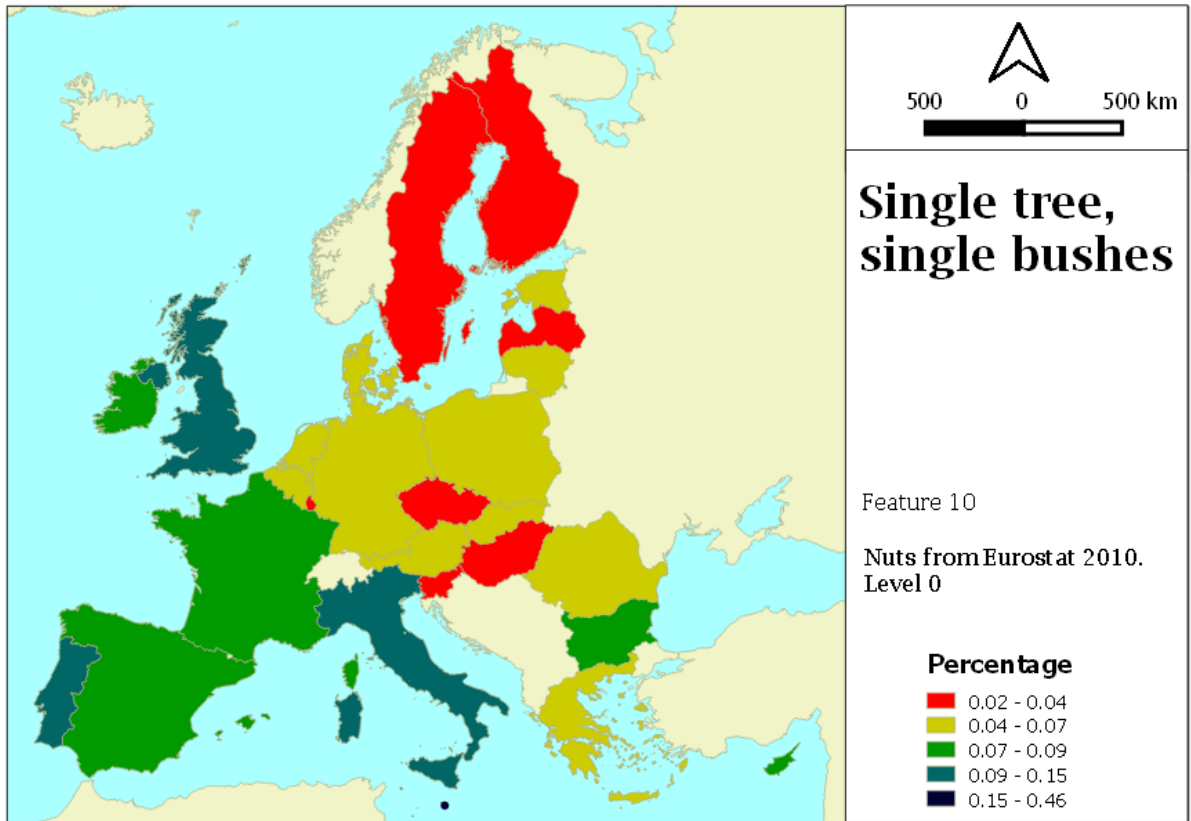 500 0 500 km
Single tree,
single bushes
Feature 10
Nuts from Eurostat 2010.
Level 0
Percentage
0.02 - 0.04
0.04 - 0.07
0.07 - 0.09
0.09 - 0.15
0.15 - 0.46